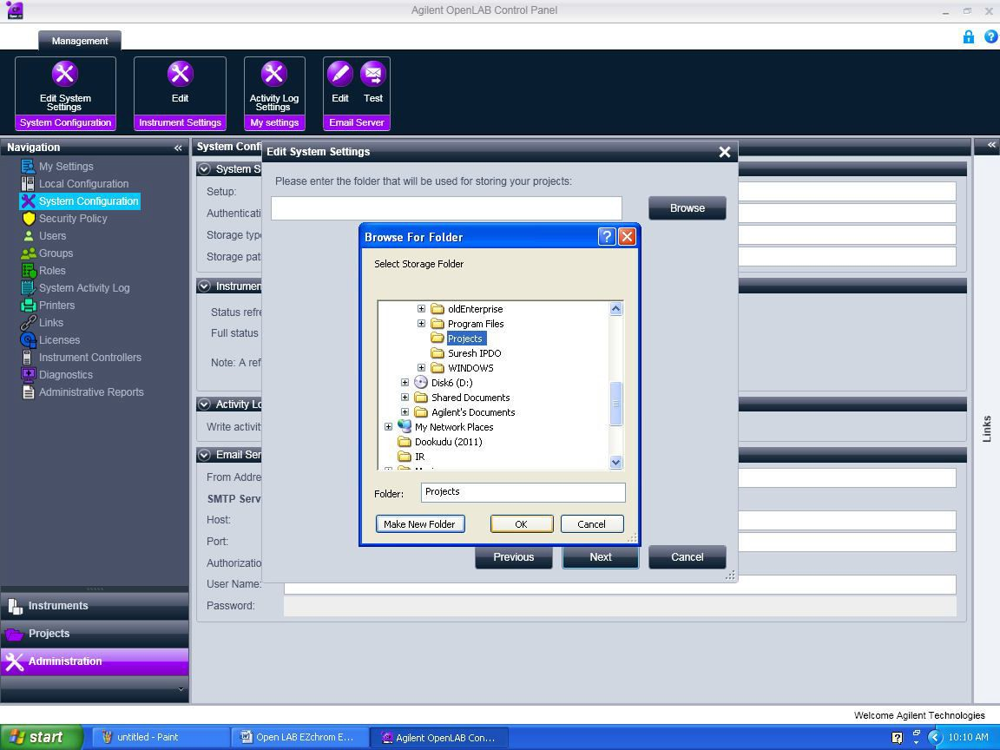 Agilent OpenLAB Control Panel
Management
Edit System
Settings
System Configuration
Edit
Instrument Settings
Activity Log
Settings
My settings
Edit Test
Email Server
Navigation
My Settings
Local Configuration
System Configuration
Security Policy
Users
Groups
Roles
System Activity Log
Printers
Links
Licenses
Instrument Controllers
Diagnostics
Administrative Reports
Instruments
Projects
Administration
System Confi
System S
Setup:
Authenticati
Storage type
Storage pat
Instrumen
Status refre
Full status
Note: A ref
Activity Lo
Write activit
Email Ser
From Addre
SMTP Serv
Host:
Port:
Authorizatio
User Name:
Password:
Edit System Settings
Please enter the folder that will be used for storing your projects:
Browse
Browse For Folder
Select Storage Folder
oldEnterprise
Program Files
Projects
Suresh IPDO
WINDOWS
Disk6 (D:)
Shared Documents
Agilent's Documents
My Network Places
Dookudu (2011)
IR
Folder: Projects
Make New Folder OK Cancel
Previous Next Cancel
Links
Welcome Agilent Technologies
start
untitled - Paint
Open LAB EZchrom E...
Agilent OpenLAB Con...
10:10 AM